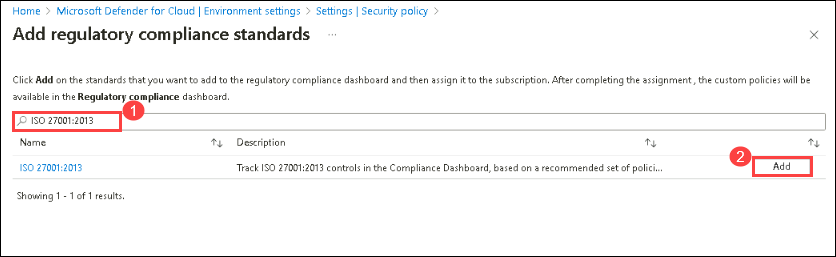 Home > Microsoft Defender for Cloud | Environment settings > Settings | Security policy >
Add regulatory compliance standards ...
Click Add on the standards that you want to add to the regulatory compliance dashboard and then assign it to the subscription. After completing the assignment , the custom policies will be
available in the Regulatory compliance dashboard.
1
ISO 27001:2013
Name Description
2
ISO 27001:2013 Track ISO 27001:2013 controls in the Compliance Dashboard, based on a recommended set of polici... Add
Showing 1 - 1 of 1 results.